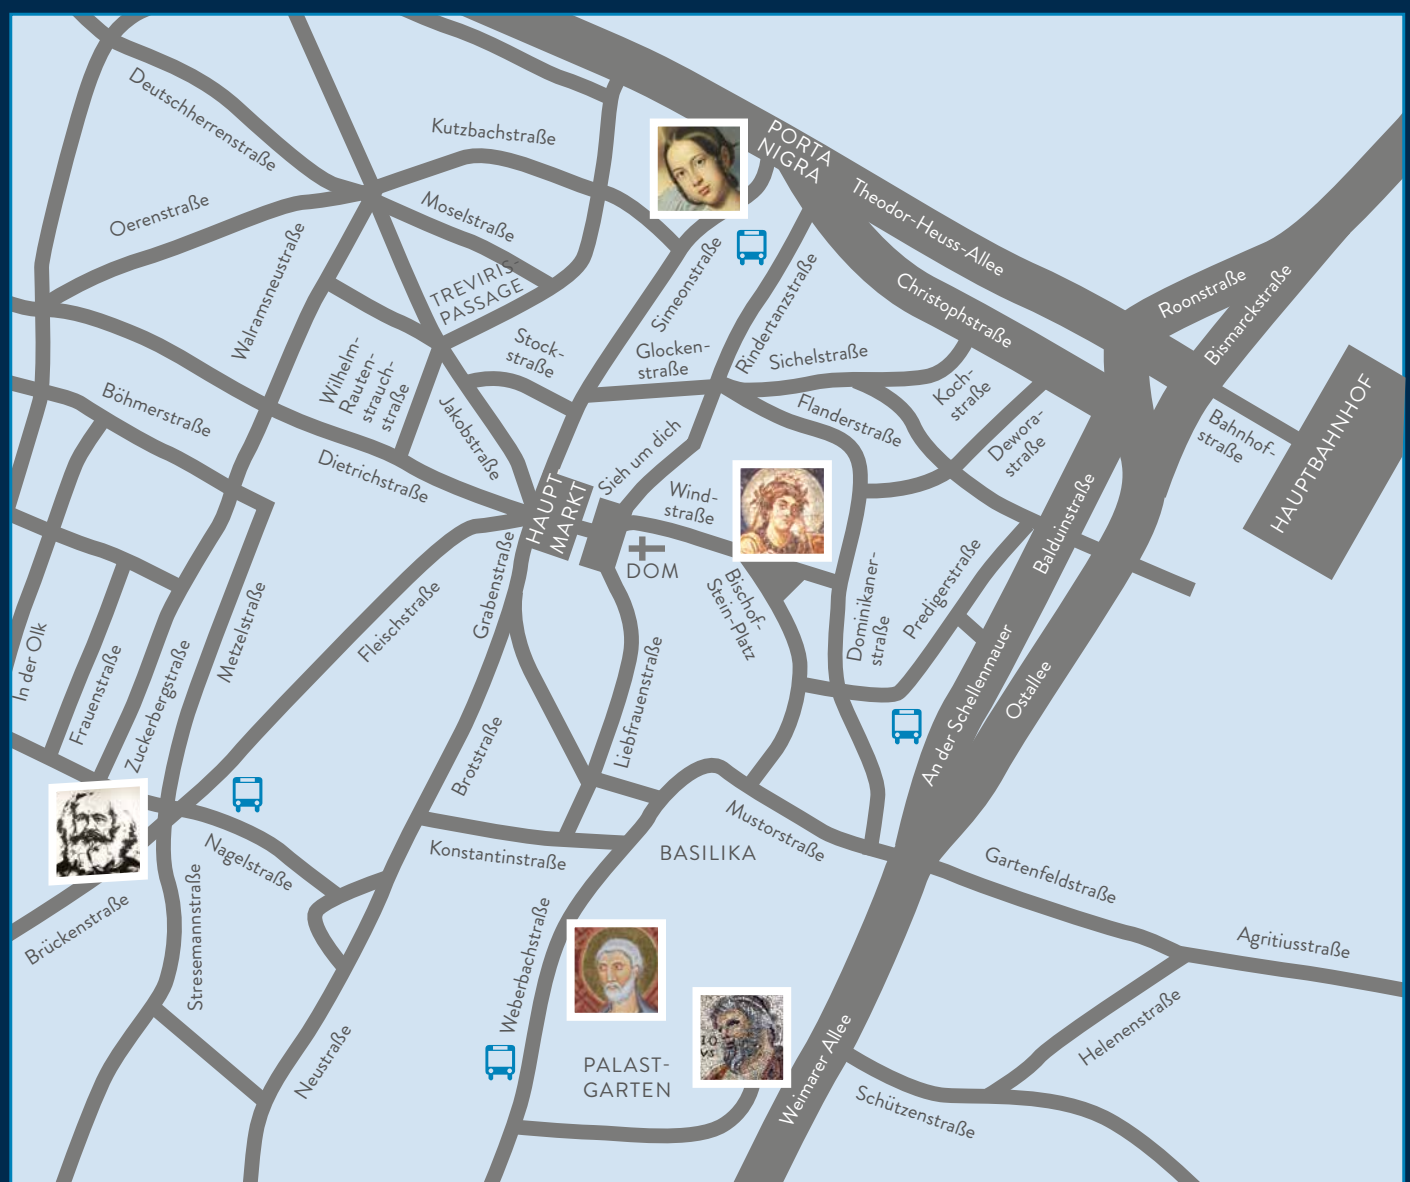 Deutschherrenstraße
Kutzbachstraße
PORTA
NIGRA
Theodor-Heuss-Allee
Oerenstraße
Moselstraße
Walramsneustraße
TREVIRIS-
PASSAGE
Simeonstraße
Rindertanzstraße
Christophstraße
Roonstraße
Bismarckstraße
Stock-
straße
Glocken-
straße
Sichelstraße
Wilhelm-
Rauten-
strauch-
straße
Koch-
straße
Böhmerstraße
Jakobstraße
Flanderstraße
Dewora-
straße
Bahnhof-
straße
HAUPTBAHNHOF
Dietrichstraße
Sieh um dich
HAUPT
MARKT
Wind-
straße
Balduinstraße
DOM
Grabenstraße
Bischof-
Stein-Platz
Dominikaner-
straße
Predigerstraße
Fleischstraße
Metzelstraße
In der Olk
Frauenstraße
Zuckerbergstraße
Liebfrauenstraße
An der Schellenmauer
Ostallee
Brotstraße
Mustorstraße
Nagelstraße
Konstantinstraße
BASILIKA
Gartenfeldstraße
Brückenstraße
Stresemannstraße
Weberbachstraße
Agritiusstraße
IO
VS
Helenenstraße
Neustraße
PALAST-
GARTEN
Weimarer Allee
Schützenstraße